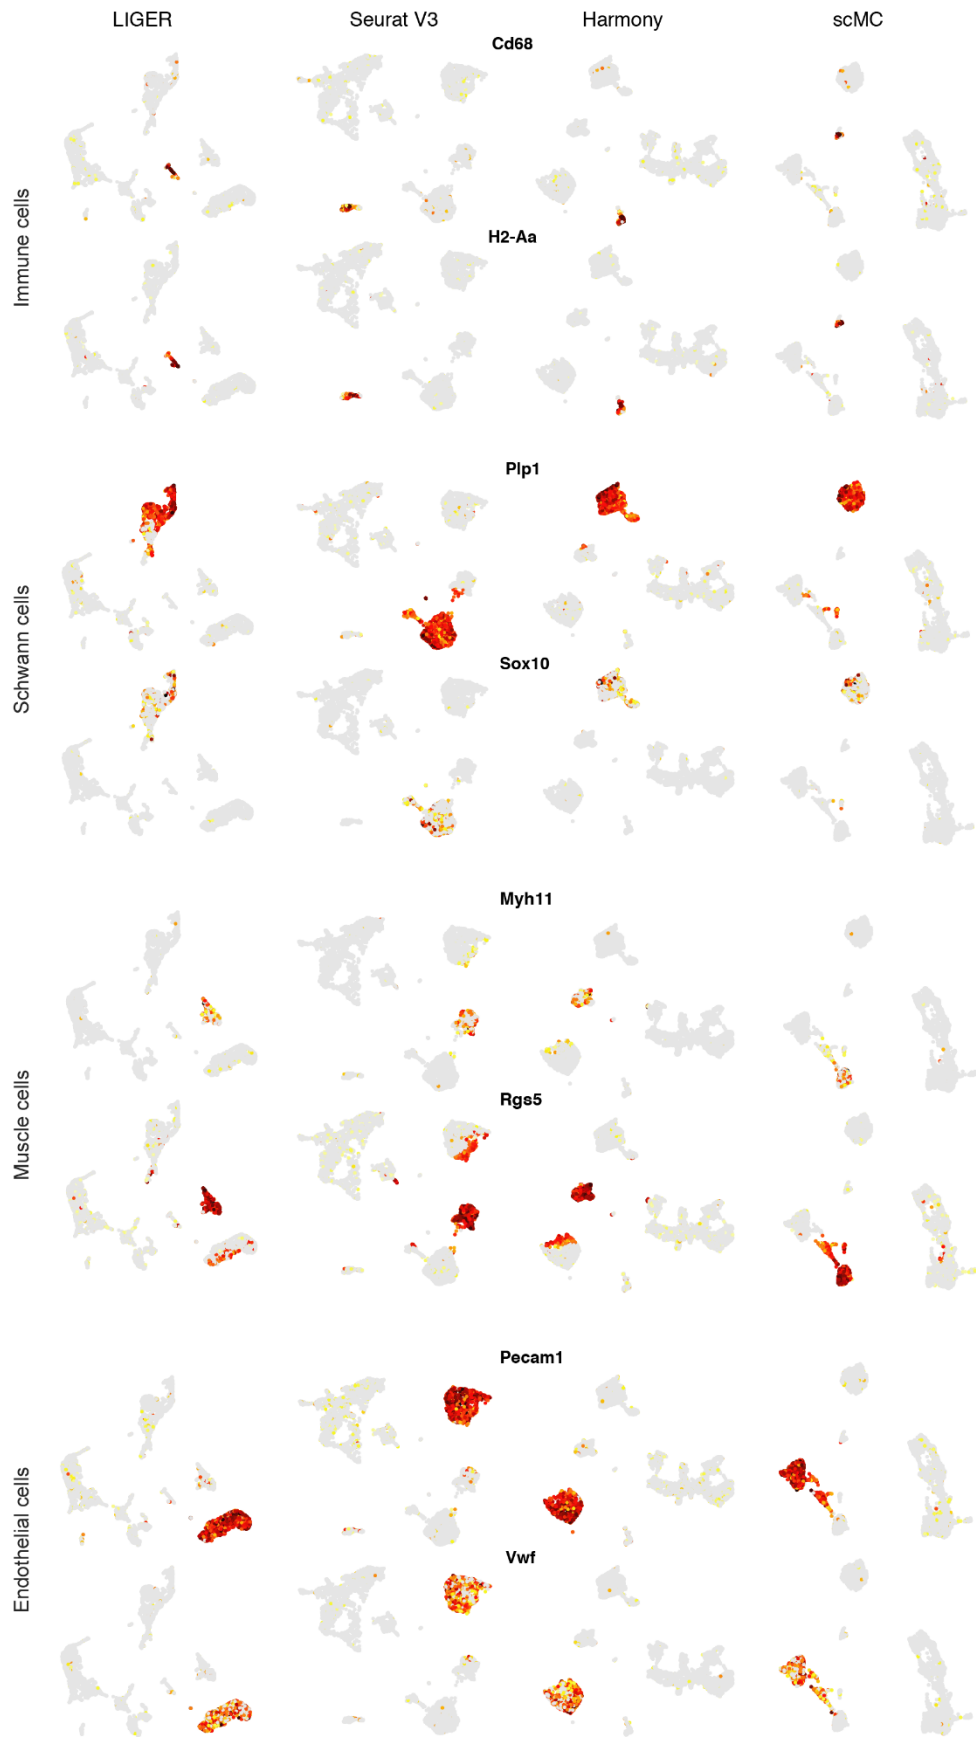 LIGER
Seurat V3
Harmony
scMC
Cd68
Immune cells
H2-Aa
Plp1
Schwann cells
Sox10
Myh11
Muscle cells
Rgs5
Pecam1
Endothelial cells
Vwf